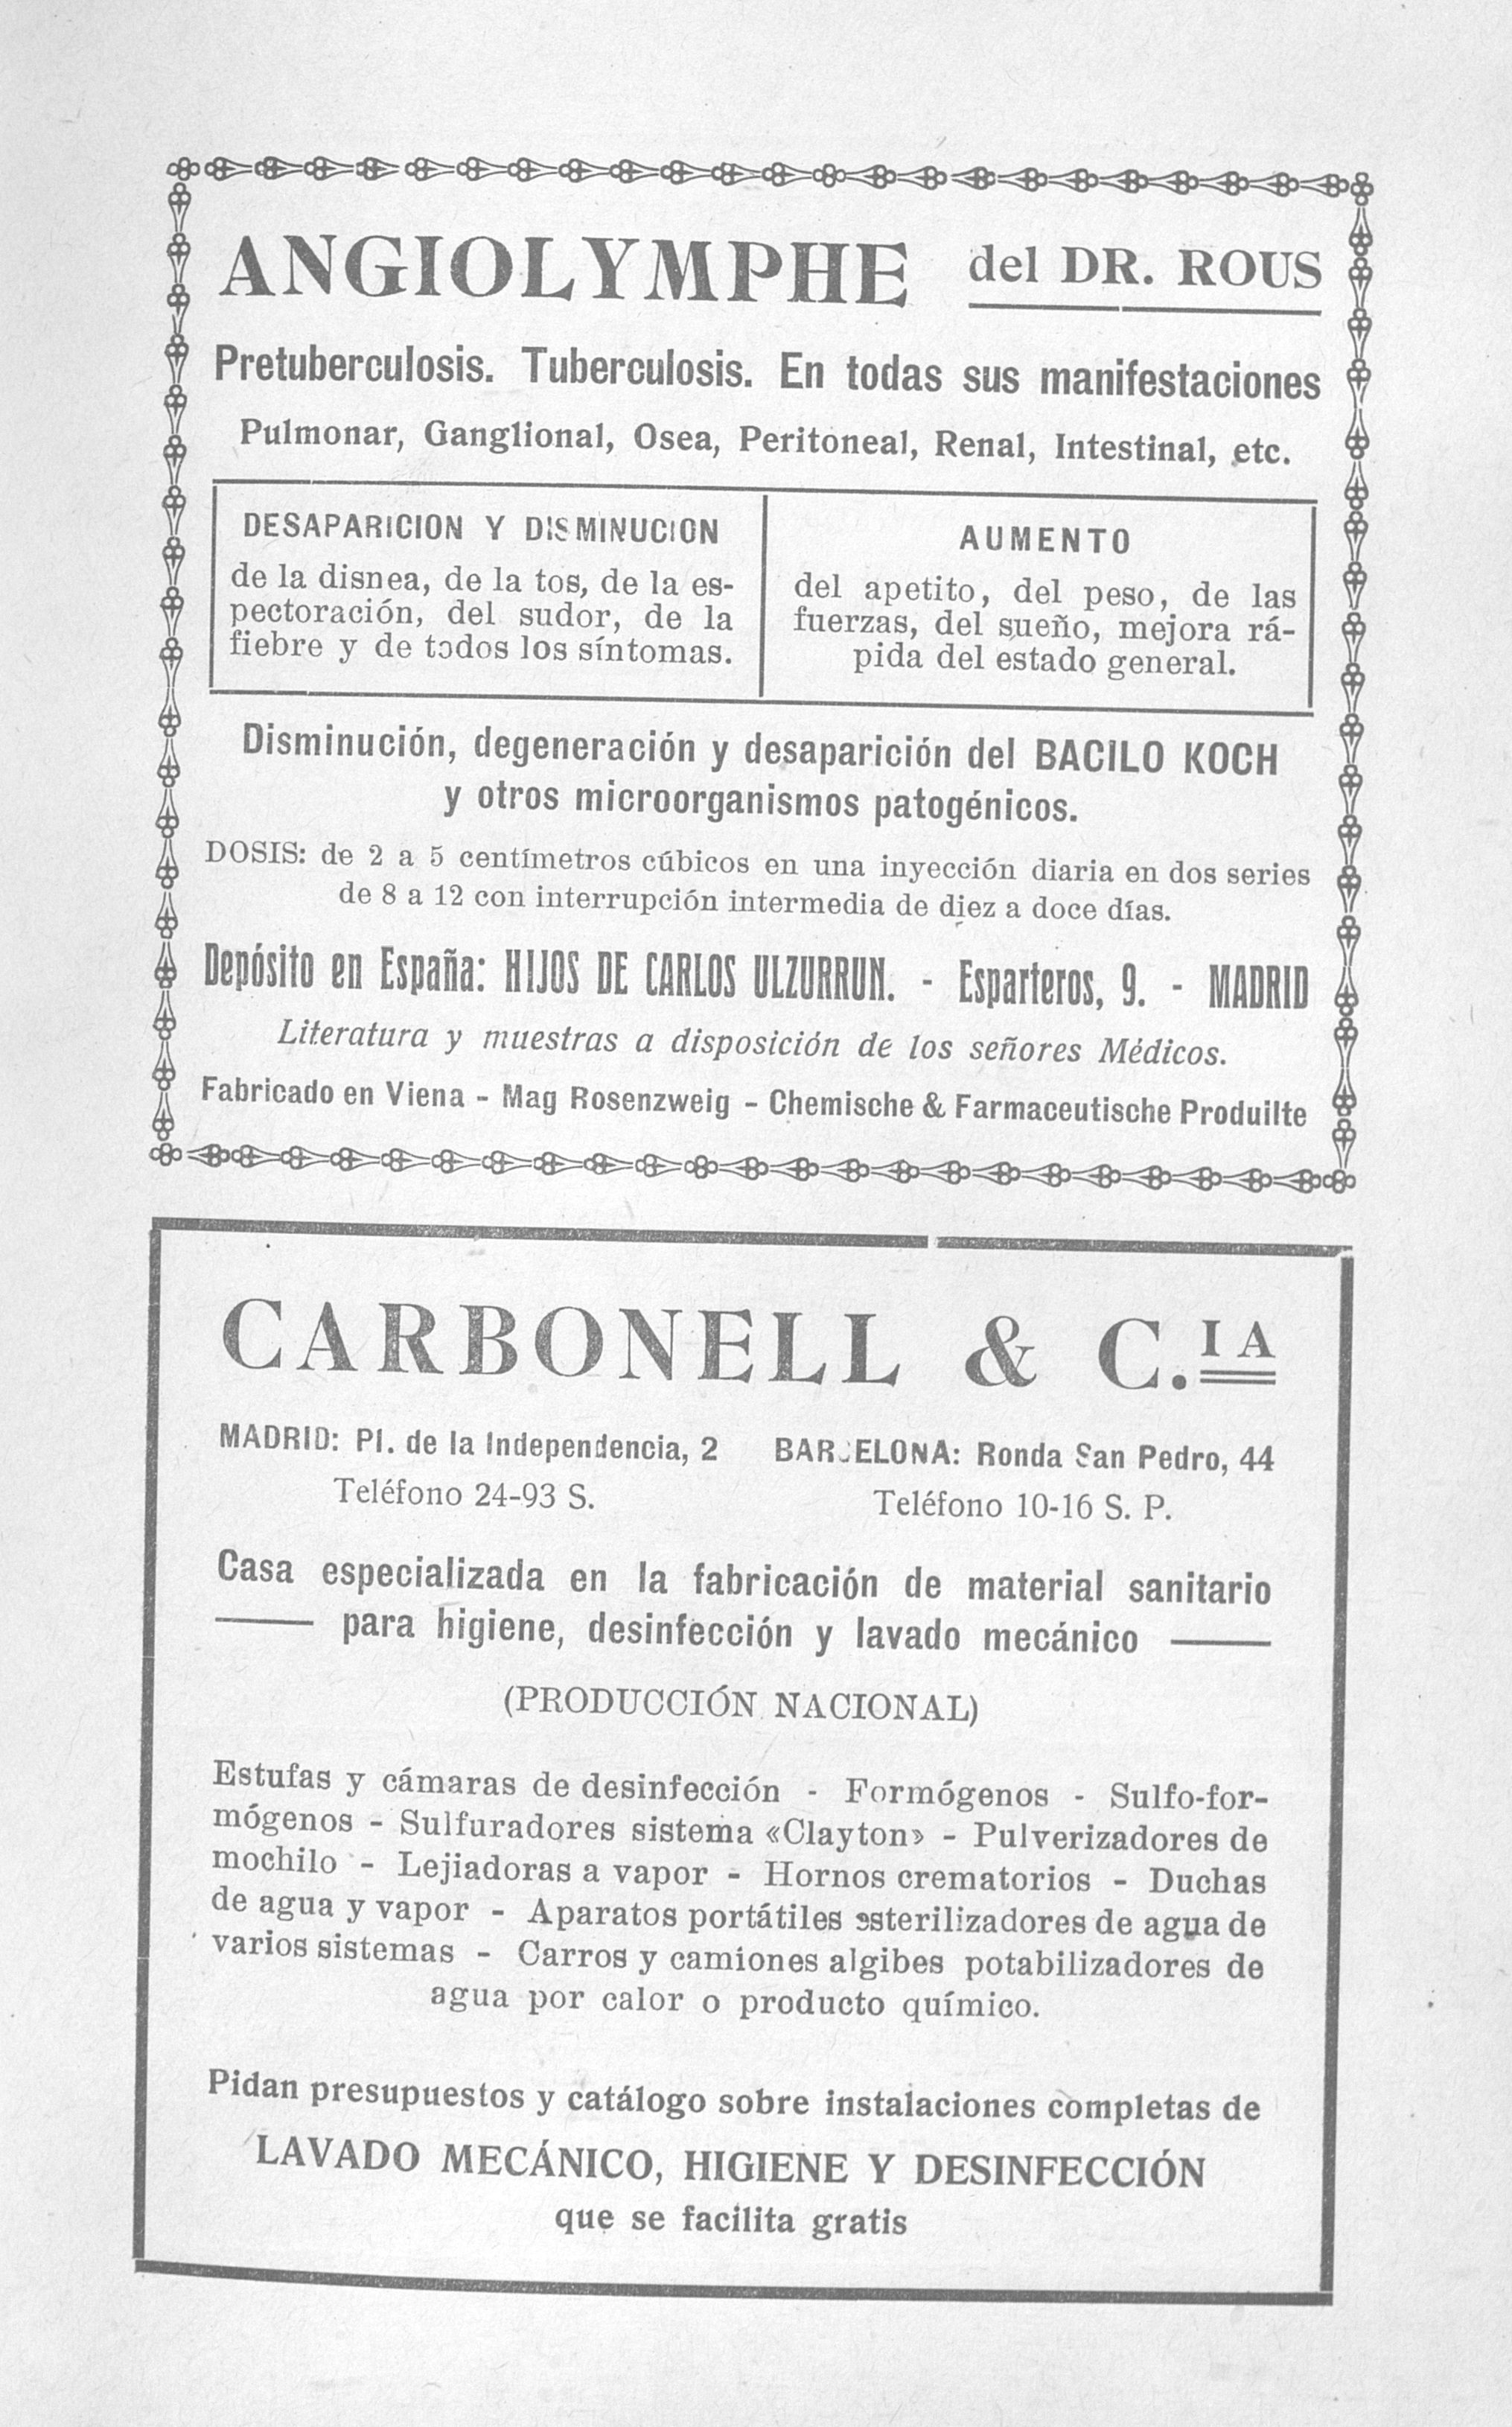 ANGIOLYMPHE del DR. ROUS
Pretuberculosis. Tuberculosis. En todas sus manifestaciones
Pulmonar, Ganglional, Osea, Peritoneal, Renal, Intestinal, etc.
DESAPARICION Y DISMINUCION
de la disnea, de la tos, de la es-
pectoración, del sudor, de la
fiebre y de todos los síntomas.
AUMENTO
del apetito, del peso, de las
fuerzas, del sueño, mejora rá-
pida del estado general.
Disminución, degeneración y desaparición del BACILO KOCH
y otros microorganismos patogénicos.
DOSIS: de 2 a 5 centímetros cúbicos en una inyección diaria en dos series
de 8 a 12 con interrupción intermedia de diez a doce días.
Depósito en España: HIJOS DE CARLOS ULZURRUN. - Esparteros, 9. - MADRID
Literatura y muestras a disposición de los señores Médicos.
Fabricado en Viena - Mag Rosenzweig - Chemische & Farmaceutische Produilte
CARBONELL & C.IA
MADRID: Pl. de la Independencia, 2 BARCELONA: Ronda San Pedro, 44
Teléfono 24-93 S. Teléfono 10-16 S. P.
Casa especializada en la fabricación de material sanitario
para higiene, desinfección y lavado mecánico
(PRODUCCIÓN NACIONAL)
Estufas y cámaras de desinfección - Formógenos - Sulfo-for-
mógenos - Sulfuradores sistema «Clayton» - Pulverizadores de
mochilo - Lejiadoras a vapor - Hornos crematorios - Duchas
de agua y vapor - Aparatos portátiles esterilizadores de agua de
varios sistemas - Carros y camiones algibes potabilizadores de
agua por calor o producto químico.
Pidan presupuestos y catálogo sobre instalaciones completas de
LAVADO MECÁNICO, HIGIENE Y DESINFECCIÓN
que se facilita gratis